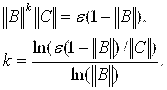 ‖B‖^k ‖C‖ = ε(1−‖B‖).
k = ln(ε(1−‖B‖)/‖C‖) / ln(‖B‖).